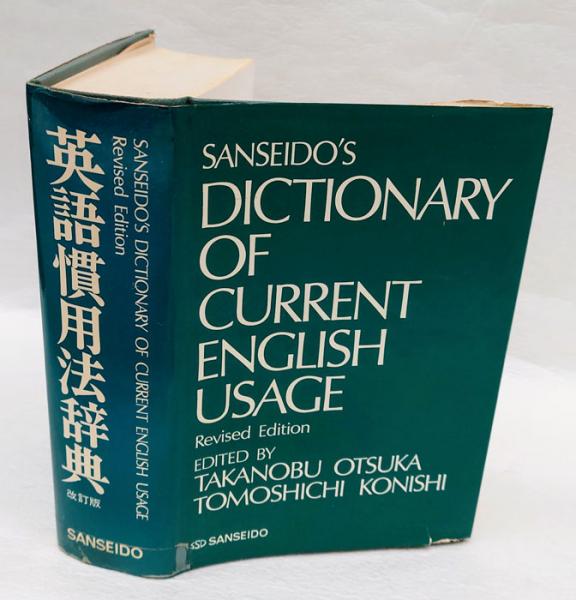 英語慣用法辞典
改訂版
SANSEIDO'S DICTIONARY OF CURRENT ENGLISH USAGE
Revised Edition
SANSEIDO
SANSEIDO'S
DICTIONARY
OF
CURRENT
ENGLISH
USAGE
Revised Edition
EDITED BY
TAKANOBU OTSUKA
TOMOSHICHI KONISHI
SSD SANSEIDO